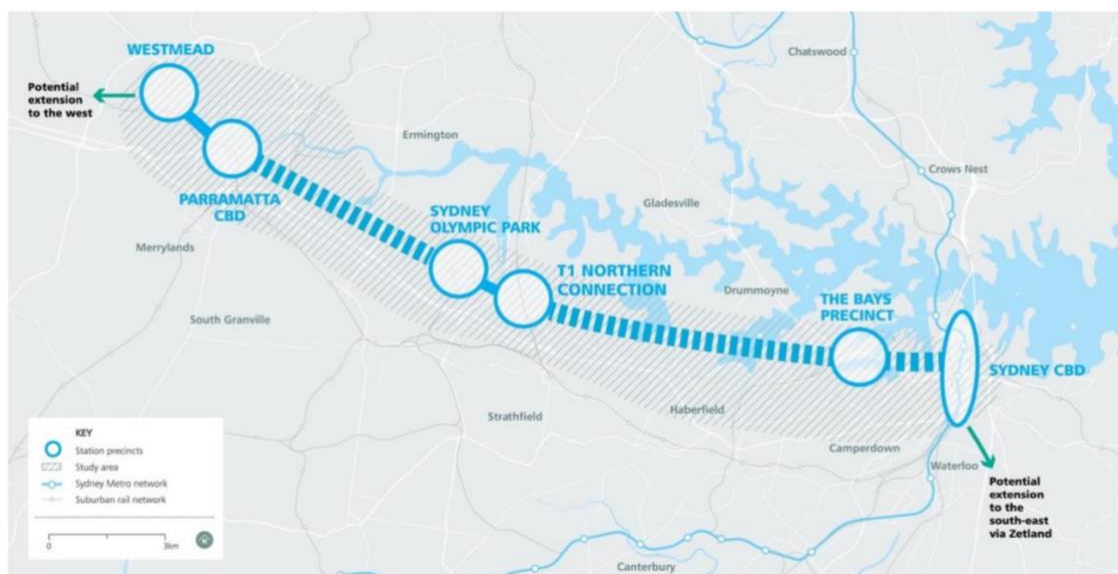 WESTMEAD
Potential
extension
to the west
PARRAMATTA
CBD
Merrylands
South Granville
Ermington
SYDNEY
OLYMPIC PARK
T1 NORTHERN
CONNECTION
Strathfield
Chatswood
Crows Nest
Gladesville
Drummoyne
THE BAYS
PRECINCT
SYDNEY CBD
Haberfield
Camperdown
Waterloo
Potential
extension
to the
south-east
via Zetland
Canterbury
KEY
Station precincts
Study area
Sydney Metro network
Suburban rail network
0 3km